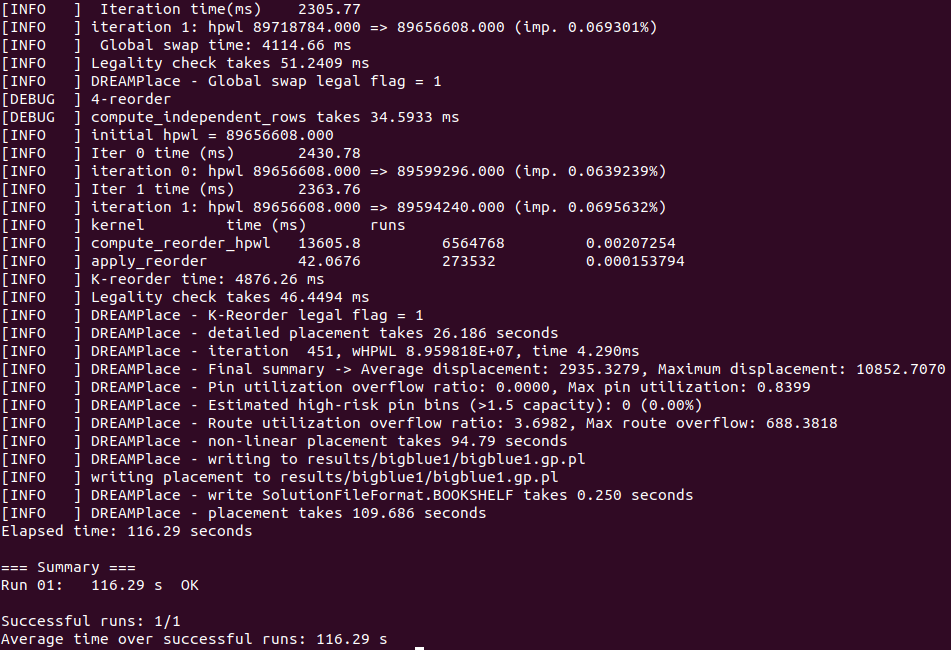 [INFO   ]  Iteration time(ms)    2305.77
[INFO   ] iteration 1: hpwl 89718784.000 => 89656608.000 (imp. 0.069301%)
[INFO   ]  Global swap time: 4114.66 ms
[INFO   ] Legality check takes 51.2409 ms
[INFO   ] DREAMPlace - Global swap legal flag = 1
[DEBUG  ] 4-reorder
[DEBUG  ] compute_independent_rows takes 34.5933 ms
[INFO   ] initial hpwl = 89656608.000
[INFO   ] Iter 0 time (ms)       2430.78
[INFO   ] iteration 0: hpwl 89656608.000 => 89599296.000 (imp. 0.0639239%)
[INFO   ] Iter 1 time (ms)       2363.76
[INFO   ] iteration 1: hpwl 89656608.000 => 89594240.000 (imp. 0.0695632%)
[INFO   ] kernel         time (ms)       runs
[INFO   ] compute_reorder_hpwl   13605.8         6564768         0.00207254
[INFO   ] apply_reorder          42.0676         273532          0.000153794
[INFO   ] K-reorder time: 4876.26 ms
[INFO   ] Legality check takes 46.4494 ms
[INFO   ] DREAMPlace - K-Reorder legal flag = 1
[INFO   ] DREAMPlace - detailed placement takes 26.186 seconds
[INFO   ] DREAMPlace - iteration  451, wHPWL 8.959818E+07, time 4.290ms
[INFO   ] DREAMPlace - Final summary -> Average displacement: 2935.3279, Maximum displacement: 10852.7070
[INFO   ] DREAMPlace - Pin utilization overflow ratio: 0.0000, Max pin utilization: 0.8399
[INFO   ] DREAMPlace - Estimated high-risk pin bins (>1.5 capacity): 0 (0.00%)
[INFO   ] DREAMPlace - Route utilization overflow ratio: 3.6982, Max route overflow: 688.3818
[INFO   ] DREAMPlace - non-linear placement takes 94.79 seconds
[INFO   ] DREAMPlace - writing to results/bigblue1/bigblue1.gp.pl
[INFO   ] writing placement to results/bigblue1/bigblue1.gp.pl
[INFO   ] DREAMPlace - write SolutionFileFormat.BOOKSHELF takes 0.250 seconds
[INFO   ] DREAMPlace - placement takes 109.686 seconds
Elapsed time: 116.29 seconds

=== Summary ===
Run 01:   116.29 s  OK

Successful runs: 1/1
Average time over successful runs: 116.29 s